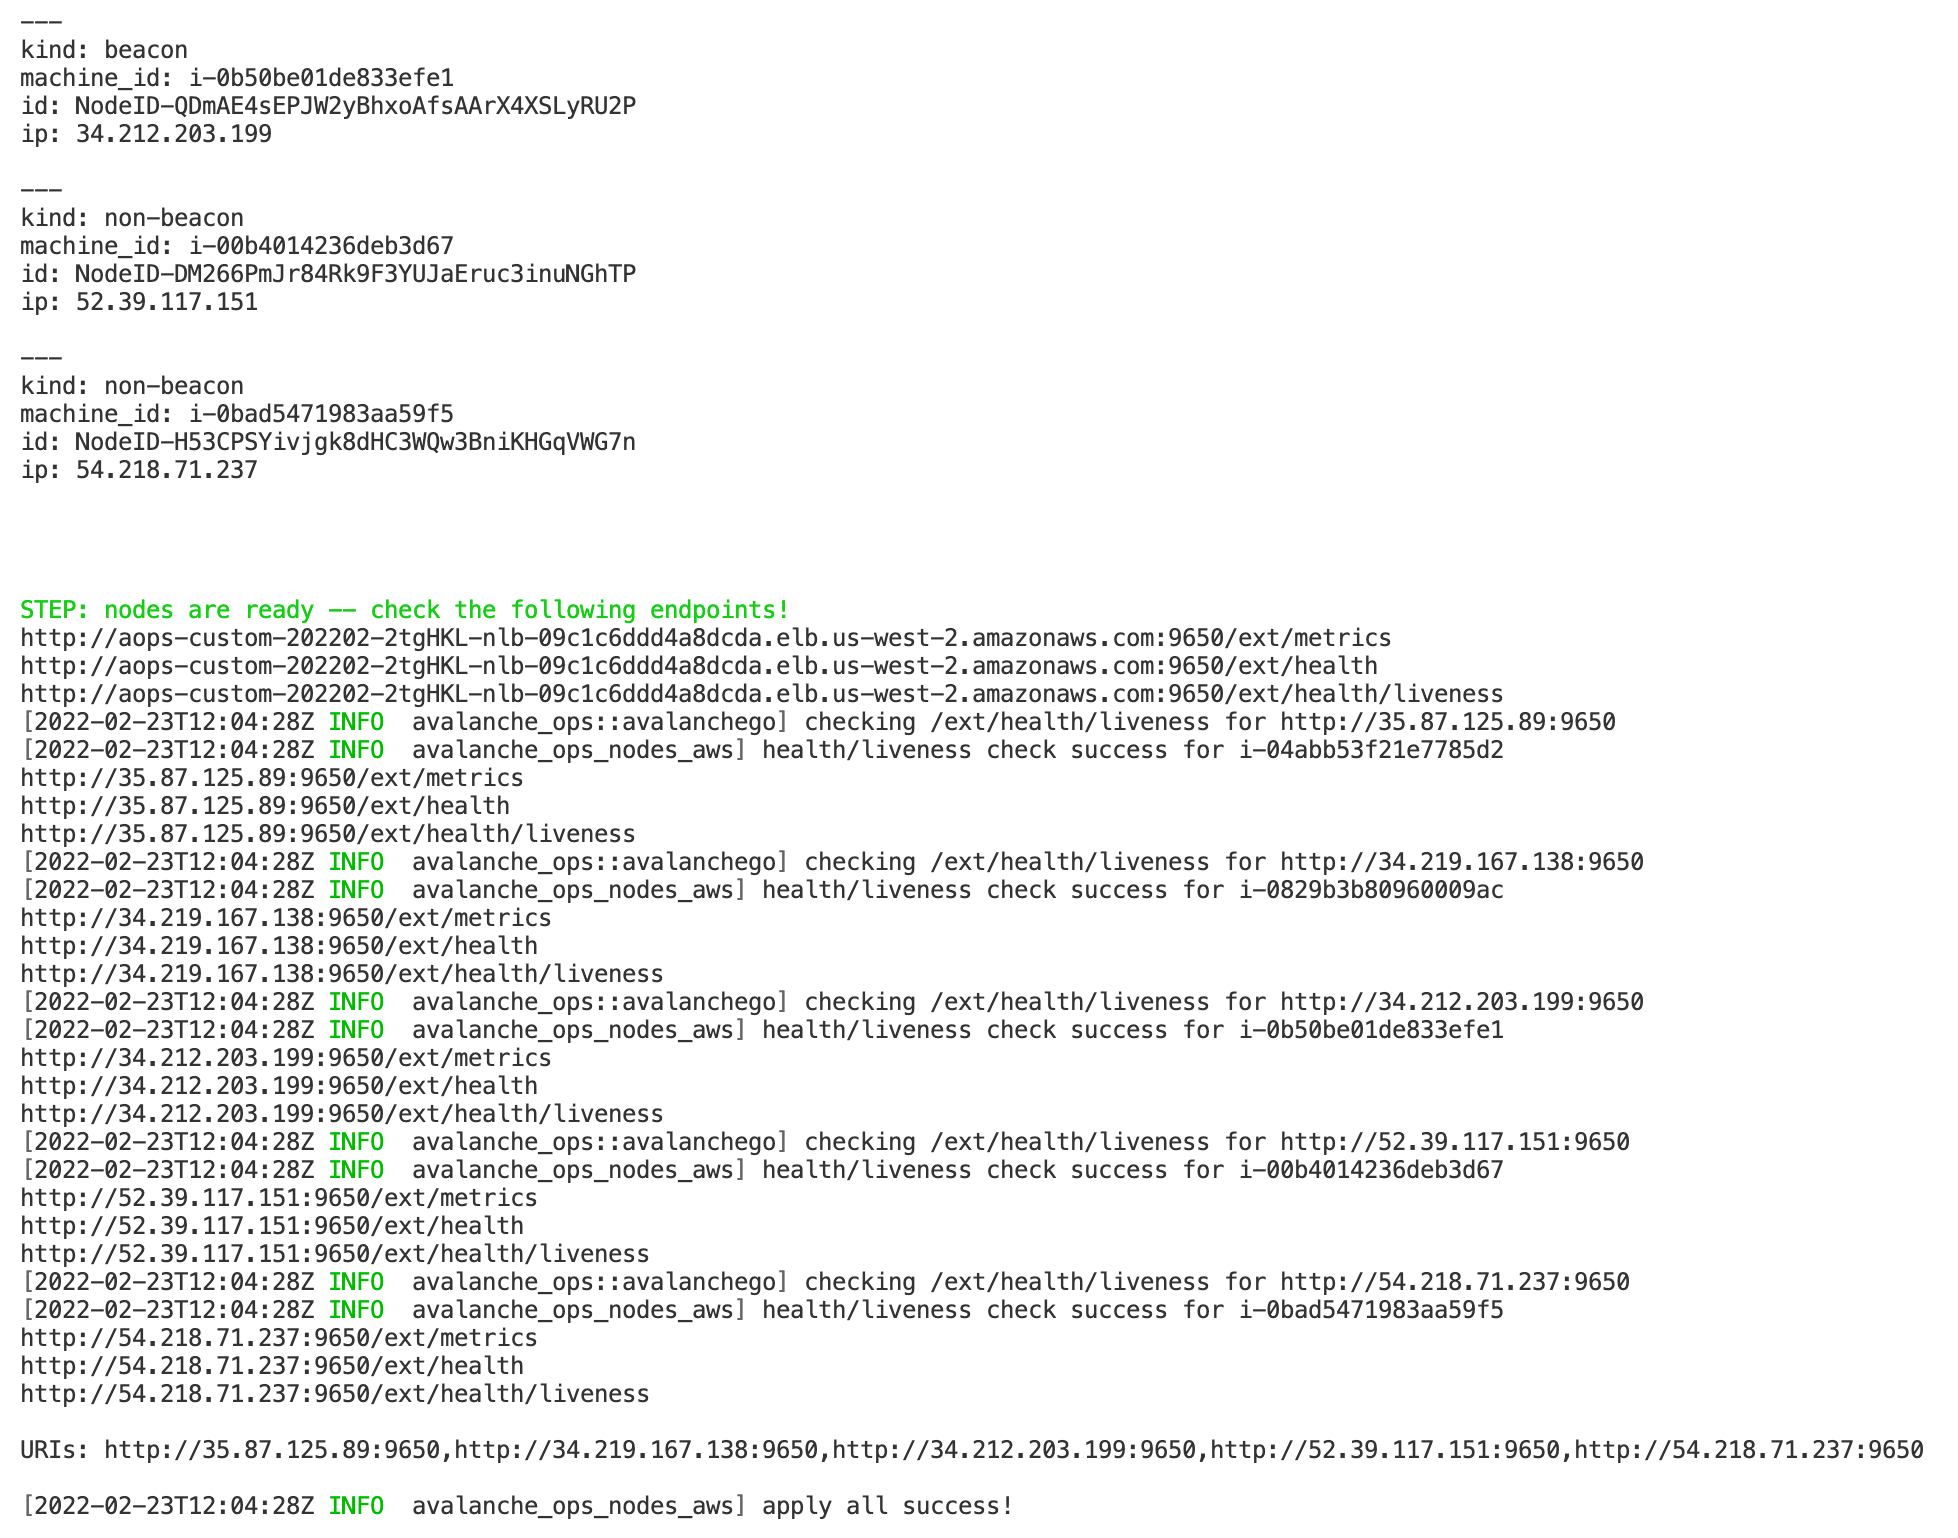 ---
kind: beacon
machine_id: i-0b50be01de833efe1
id: NodeID-QDmAE4sEPJW2yBhxoAfsAArX4XSLyRU2P
ip: 34.212.203.199
---
kind: non-beacon
machine_id: i-00b4014236deb3d67
id: NodeID-DM266PmJr84Rk9F3YUJaEruc3inuNGhTP
ip: 52.39.117.151
---
kind: non-beacon
machine_id: i-0bad5471983aa59f5
id: NodeID-H53CPSYivjgk8dHC3WQw3BniKHGqVWG7n
ip: 54.218.71.237
STEP: nodes are ready -- check the following endpoints!
http://aops-custom-202202-2tgHKL-nlb-09c1c6ddd4a8dcda.elb.us-west-2.amazonaws.com:9650/ext/metrics
http://aops-custom-202202-2tgHKL-nlb-09c1c6ddd4a8dcda.elb.us-west-2.amazonaws.com:9650/ext/health
http://aops-custom-202202-2tgHKL-nlb-09c1c6ddd4a8dcda.elb.us-west-2.amazonaws.com:9650/ext/health/liveness
[2022-02-23T12:04:28Z INFO  avalanche_ops::avalanchego] checking /ext/health/liveness for http://35.87.125.89:9650
[2022-02-23T12:04:28Z INFO  avalanche_ops_nodes_aws] health/liveness check success for i-04abb53f21e7785d2
http://35.87.125.89:9650/ext/metrics
http://35.87.125.89:9650/ext/health
http://35.87.125.89:9650/ext/health/liveness
[2022-02-23T12:04:28Z INFO  avalanche_ops::avalanchego] checking /ext/health/liveness for http://34.219.167.138:9650
[2022-02-23T12:04:28Z INFO  avalanche_ops_nodes_aws] health/liveness check success for i-0829b3b80960009ac
http://34.219.167.138:9650/ext/metrics
http://34.219.167.138:9650/ext/health
http://34.219.167.138:9650/ext/health/liveness
[2022-02-23T12:04:28Z INFO  avalanche_ops::avalanchego] checking /ext/health/liveness for http://34.212.203.199:9650
[2022-02-23T12:04:28Z INFO  avalanche_ops_nodes_aws] health/liveness check success for i-0b50be01de833efe1
http://34.212.203.199:9650/ext/metrics
http://34.212.203.199:9650/ext/health
http://34.212.203.199:9650/ext/health/liveness
[2022-02-23T12:04:28Z INFO  avalanche_ops::avalanchego] checking /ext/health/liveness for http://52.39.117.151:9650
[2022-02-23T12:04:28Z INFO  avalanche_ops_nodes_aws] health/liveness check success for i-00b4014236deb3d67
http://52.39.117.151:9650/ext/metrics
http://52.39.117.151:9650/ext/health
http://52.39.117.151:9650/ext/health/liveness
[2022-02-23T12:04:28Z INFO  avalanche_ops::avalanchego] checking /ext/health/liveness for http://54.218.71.237:9650
[2022-02-23T12:04:28Z INFO  avalanche_ops_nodes_aws] health/liveness check success for i-0bad5471983aa59f5
http://54.218.71.237:9650/ext/metrics
http://54.218.71.237:9650/ext/health
http://54.218.71.237:9650/ext/health/liveness
URIs: http://35.87.125.89:9650,http://34.219.167.138:9650,http://34.212.203.199:9650,http://52.39.117.151:9650,http://54.218.71.237:9650
[2022-02-23T12:04:28Z INFO  avalanche_ops_nodes_aws] apply all success!